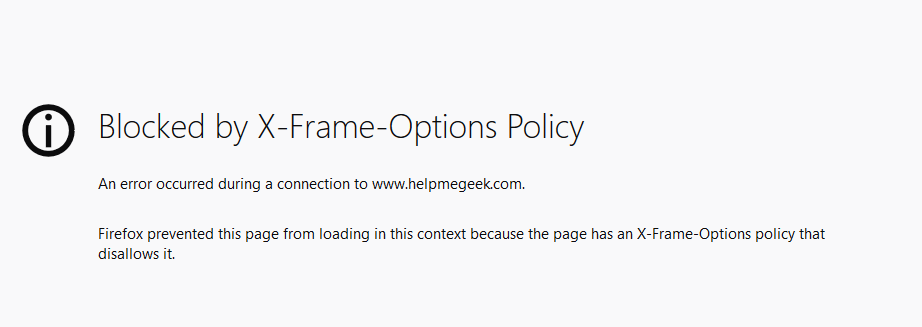 Blocked by X-Frame-Options Policy
An error occurred during a connection to www.helpmegeek.com.
Firefox prevented this page from loading in this context because the page has an X-Frame-Options policy that
disallows it.